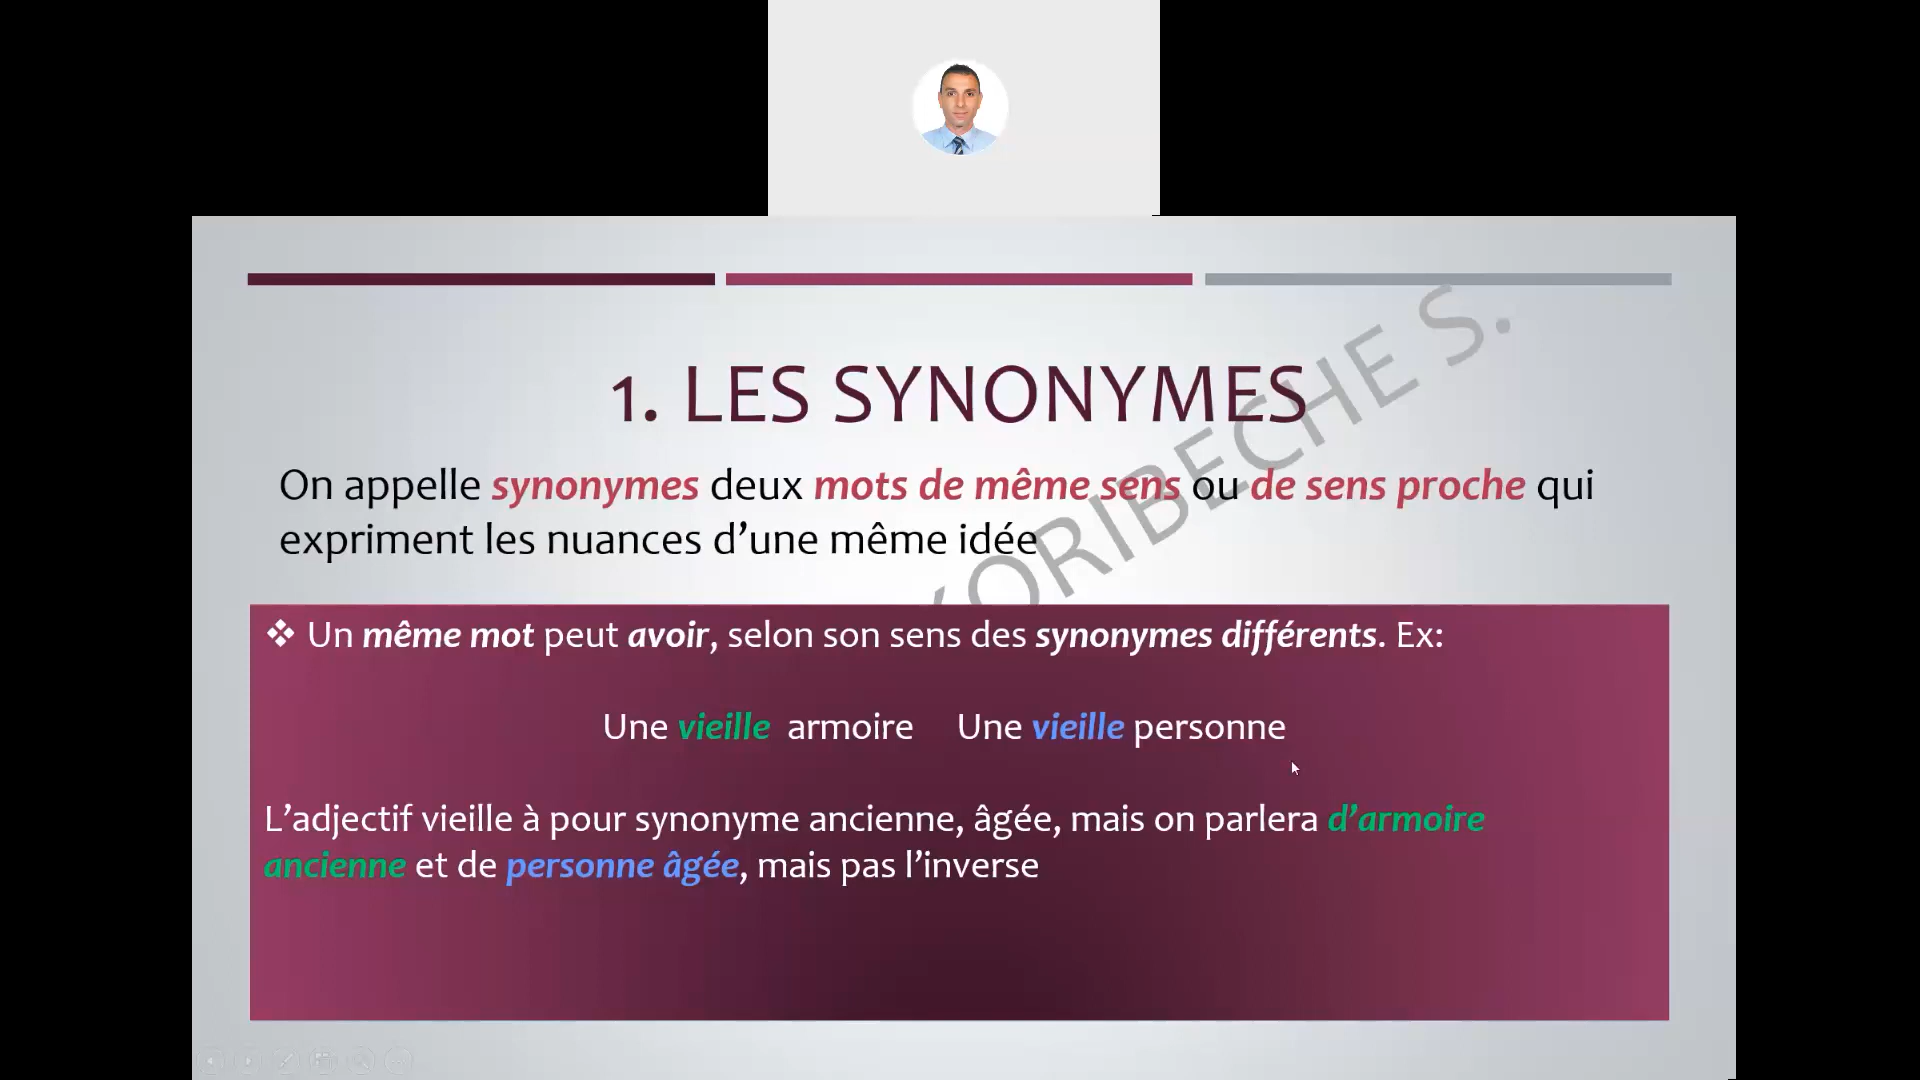 1. LES SYNONYMES
On appelle synonymes deux mots de même sens ou de sens proche qui
expriment les nuances d’une même idée
❖ Un même mot peut avoir, selon son sens des synonymes différents. Ex:
Une vieille armoire Une vieille personne
L’adjectif vieille à pour synonyme ancienne, âgée, mais on parlera d’armoire
ancienne et de personne âgée, mais pas l’inverse
KORIBECHE S.